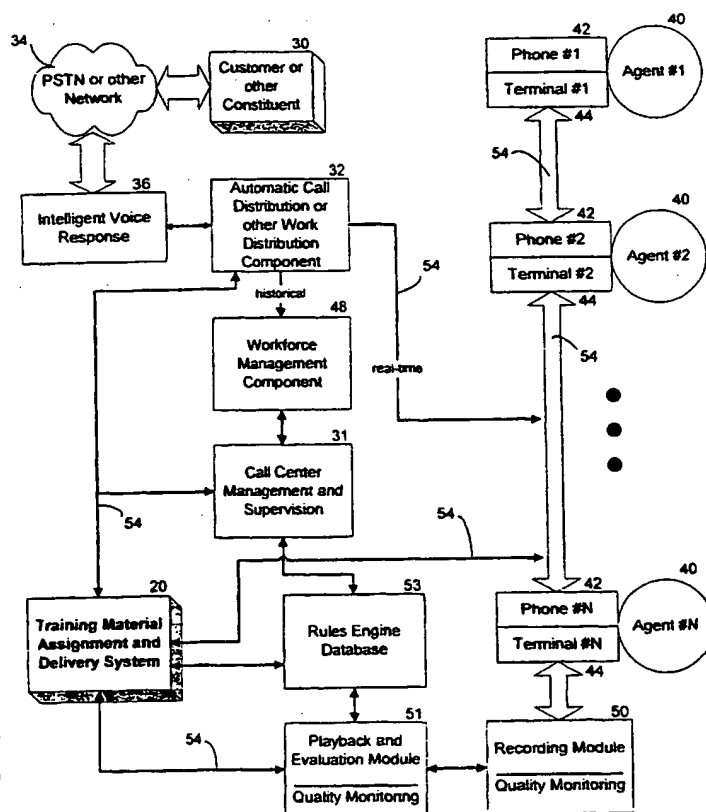 34
PSTN or other
Network
30
Customer or
other
Constituent
42
40
Phone #1
Terminal #1
Agent #1
44
54
36
Intelligent Voice
Response
32
Automatic Call
Distribution or
other Work
Distribution
Component
42
40
Phone #2
Terminal #2
Agent #2
44
54
54
historical
48
Workforce
Management
Component
real-time
31
Call Center
Management and
Supervision
54
54
20
Training Material
Assignment and
Delivery System
53
Rules Engine
Database
42
40
Phone #N
Terminal #N
Agent #N
44
54
51
Playback and
Evaluation Module
Quality Monitoring
50
Recording Module
Quality Monitoring